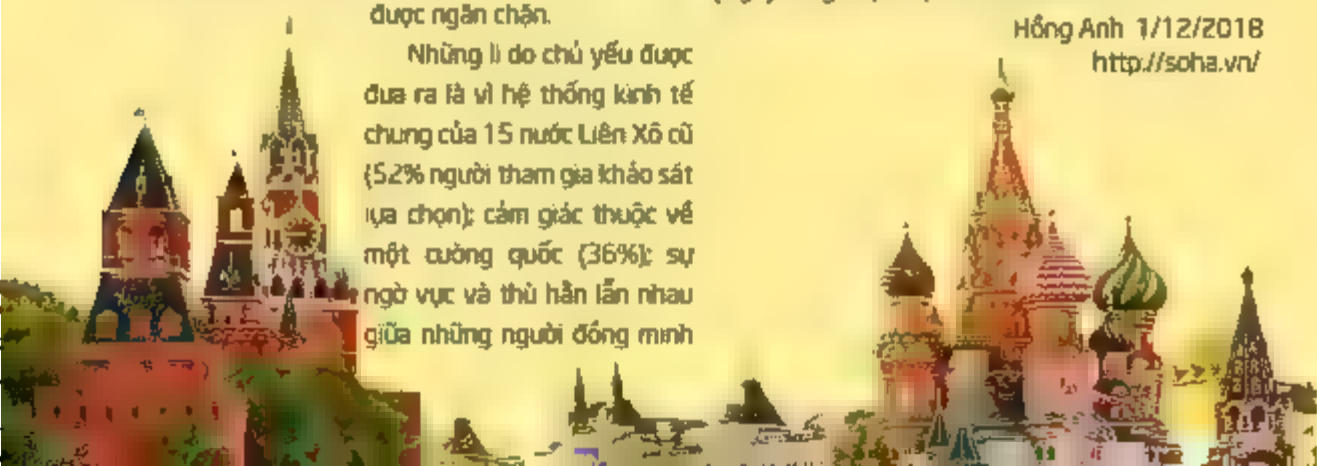 được ngăn chặn.
Những lí do chủ yếu được
đưa ra là vì hệ thống kinh tế
chung của 15 nước Liên Xô cũ
(52% người tham gia khảo sát
lựa chọn); cảm giác thuộc về
một cường quốc (36%); sự
ngờ vực và thù hằn lẫn nhau
giữa những người đồng minh
Hồng Anh 1/12/2018
http://soha.vn/